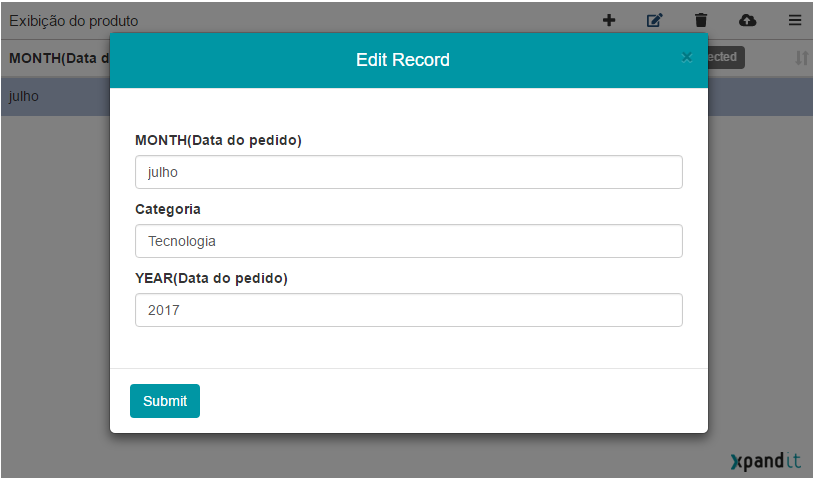 Exibição do produto
Edit Record
×
MONTH(Data d
ected
julho
MONTH(Data do pedido)
julho
Categoria
Tecnologia
YEAR(Data do pedido)
2017
Submit
xpandit